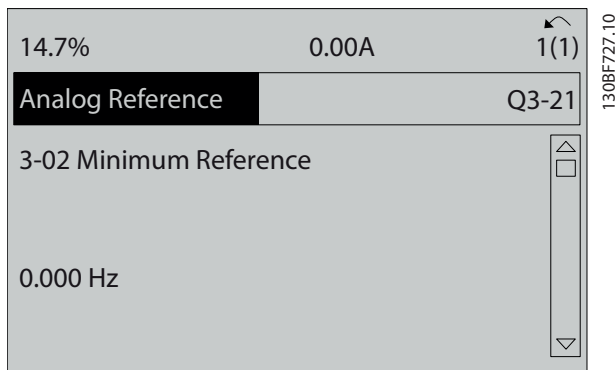 14.7% 0.00A 1(1)
Analog Reference Q3-21
3-02 Minimum Reference
0.000 Hz
130BF727.10